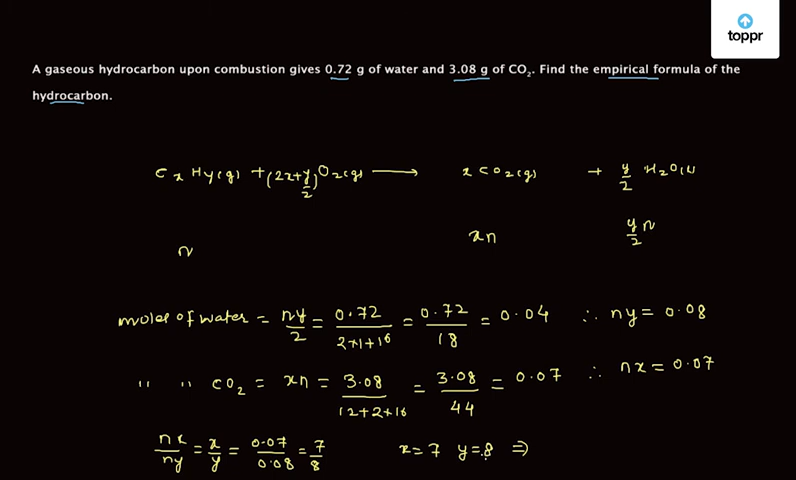 toppr
A gaseous hydrocarbon upon combustion gives 0.72 g of water and 3.08 g of CO₂. Find the empirical formula of the
hydrocarbon.
CxHy(g) + (2x+y/2)O2(g) ⟶ xCO2(g) + y/2 H2O(l)
n xn y/2 n
moles of water = ny/2 = 0.72/2×1+16 = 0.72/18 = 0.04 ∴ ny = 0.08
" " CO2 = xn = 3.08/12+2×16 = 3.08/44 = 0.07 ∴ nx = 0.07
nx/ny = x/y = 0.07/0.08 = 7/8 x=7 y=8 ⇒